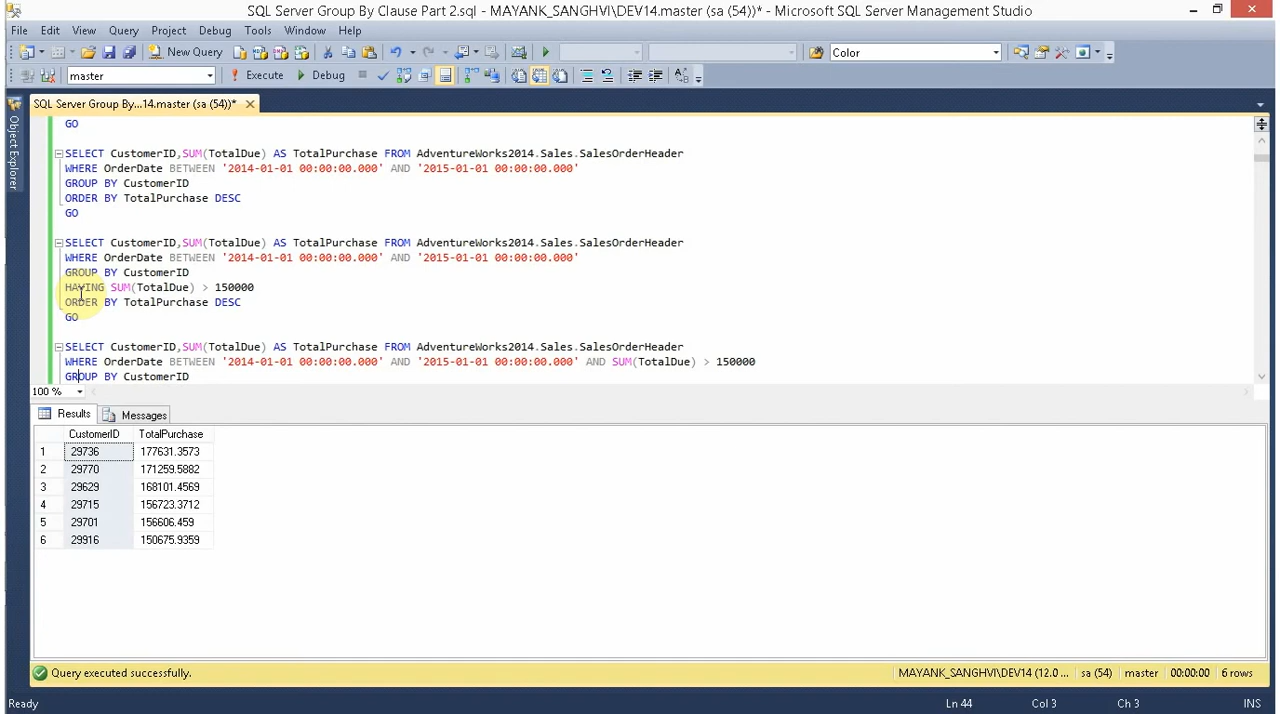 SQL Server Group By Clause Part 2.sql - MAYANK_SANGHVI\DEV14.master (sa (54))* - Microsoft SQL Server Management Studio
File Edit View Query Project Debug Tools Window Help
New Query Color
master Execute Debug
SQL Server Group By...14.master (sa (54))*
Object Explorer
GO
SELECT CustomerID,SUM(TotalDue) AS TotalPurchase FROM AdventureWorks2014.Sales.SalesOrderHeader
WHERE OrderDate BETWEEN '2014-01-01 00:00:00.000' AND '2015-01-01 00:00:00.000'
GROUP BY CustomerID
ORDER BY TotalPurchase DESC
GO
SELECT CustomerID,SUM(TotalDue) AS TotalPurchase FROM AdventureWorks2014.Sales.SalesOrderHeader
WHERE OrderDate BETWEEN '2014-01-01 00:00:00.000' AND '2015-01-01 00:00:00.000'
GROUP BY CustomerID
HAVING SUM(TotalDue) > 150000
ORDER BY TotalPurchase DESC
GO
SELECT CustomerID,SUM(TotalDue) AS TotalPurchase FROM AdventureWorks2014.Sales.SalesOrderHeader
WHERE OrderDate BETWEEN '2014-01-01 00:00:00.000' AND '2015-01-01 00:00:00.000' AND SUM(TotalDue) > 150000
GROUP BY CustomerID
100 %
Results Messages
CustomerID TotalPurchase
1 29736 177631.3573
2 29770 171259.5882
3 29629 168101.4569
4 29715 156723.3712
5 29701 156606.459
6 29916 150675.9359
Query executed successfully. MAYANK_SANGHVI\DEV14 (12.0 ... sa (54) master 00:00:00 6 rows
Ready Ln 44 Col 3 Ch 3 INS